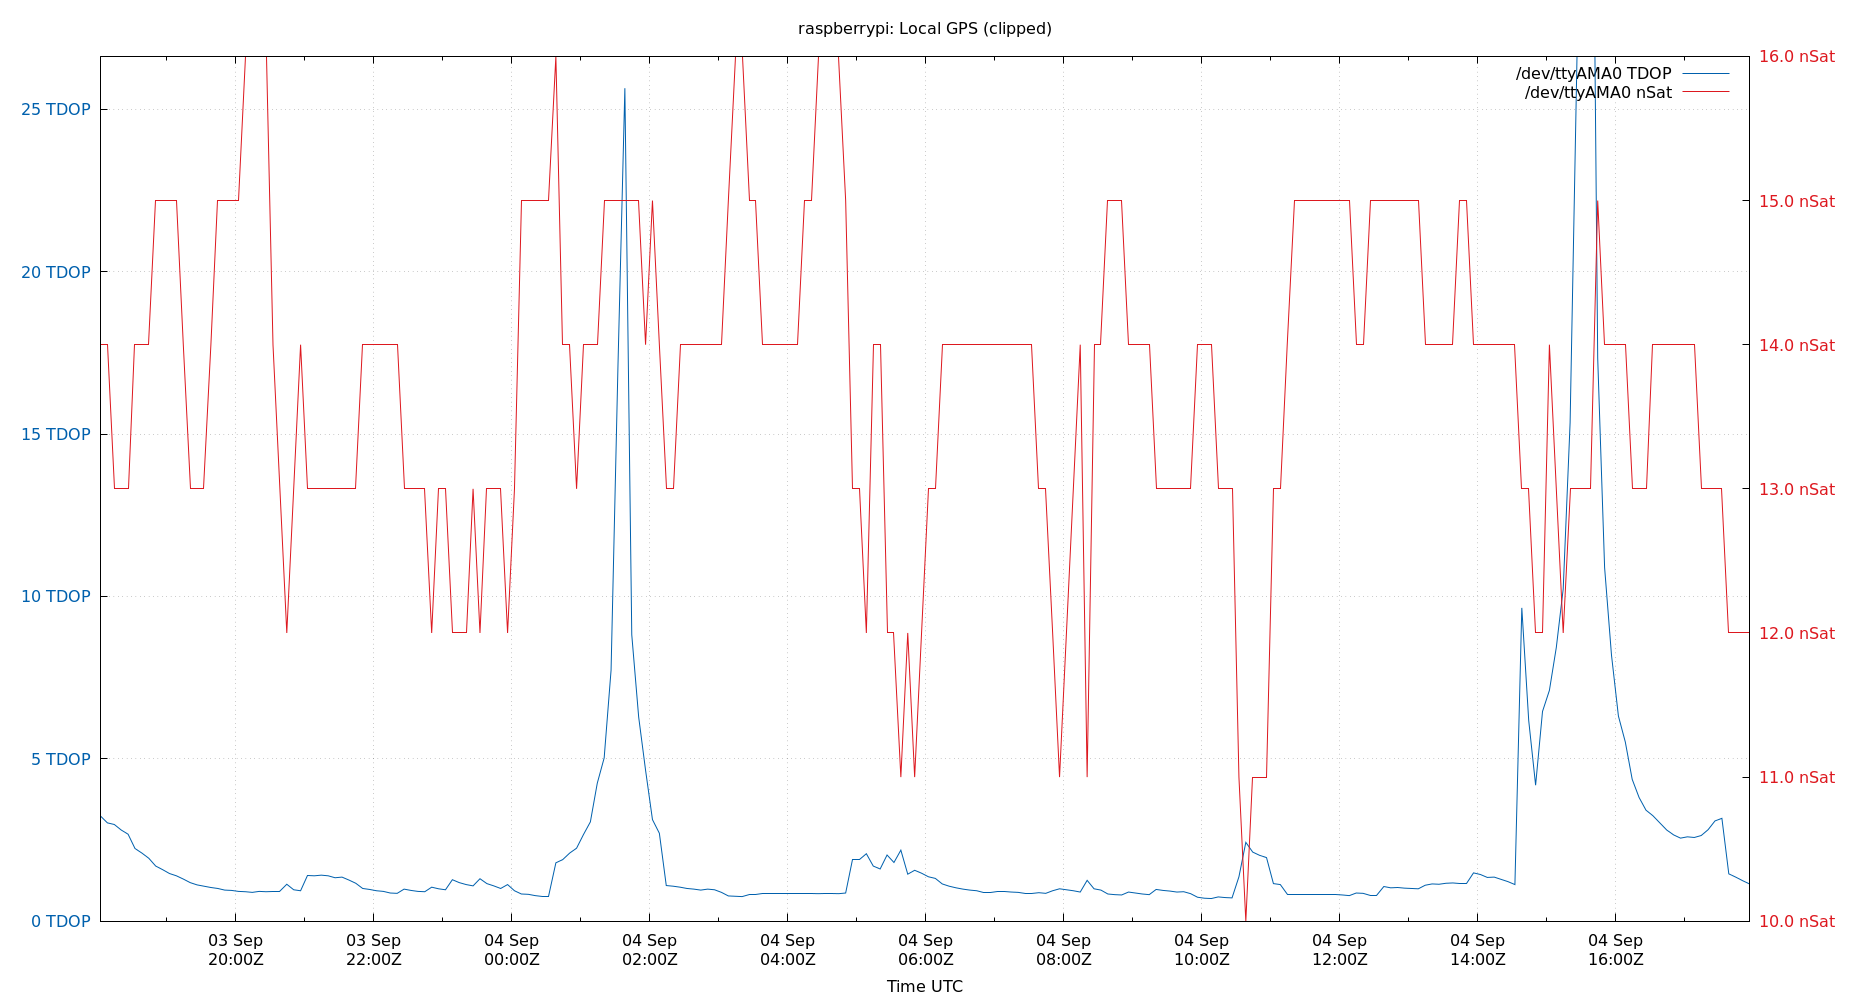 raspberrypi: Local GPS (clipped)
/dev/ttyAMA0 TDOP
/dev/ttyAMA0 nSat
25 TDOP
20 TDOP
15 TDOP
10 TDOP
5 TDOP
0 TDOP
16.0 nSat
15.0 nSat
14.0 nSat
13.0 nSat
12.0 nSat
11.0 nSat
10.0 nSat
03 Sep
20:00Z
03 Sep
22:00Z
04 Sep
00:00Z
04 Sep
02:00Z
04 Sep
04:00Z
04 Sep
06:00Z
04 Sep
08:00Z
04 Sep
10:00Z
04 Sep
12:00Z
04 Sep
14:00Z
04 Sep
16:00Z
Time UTC